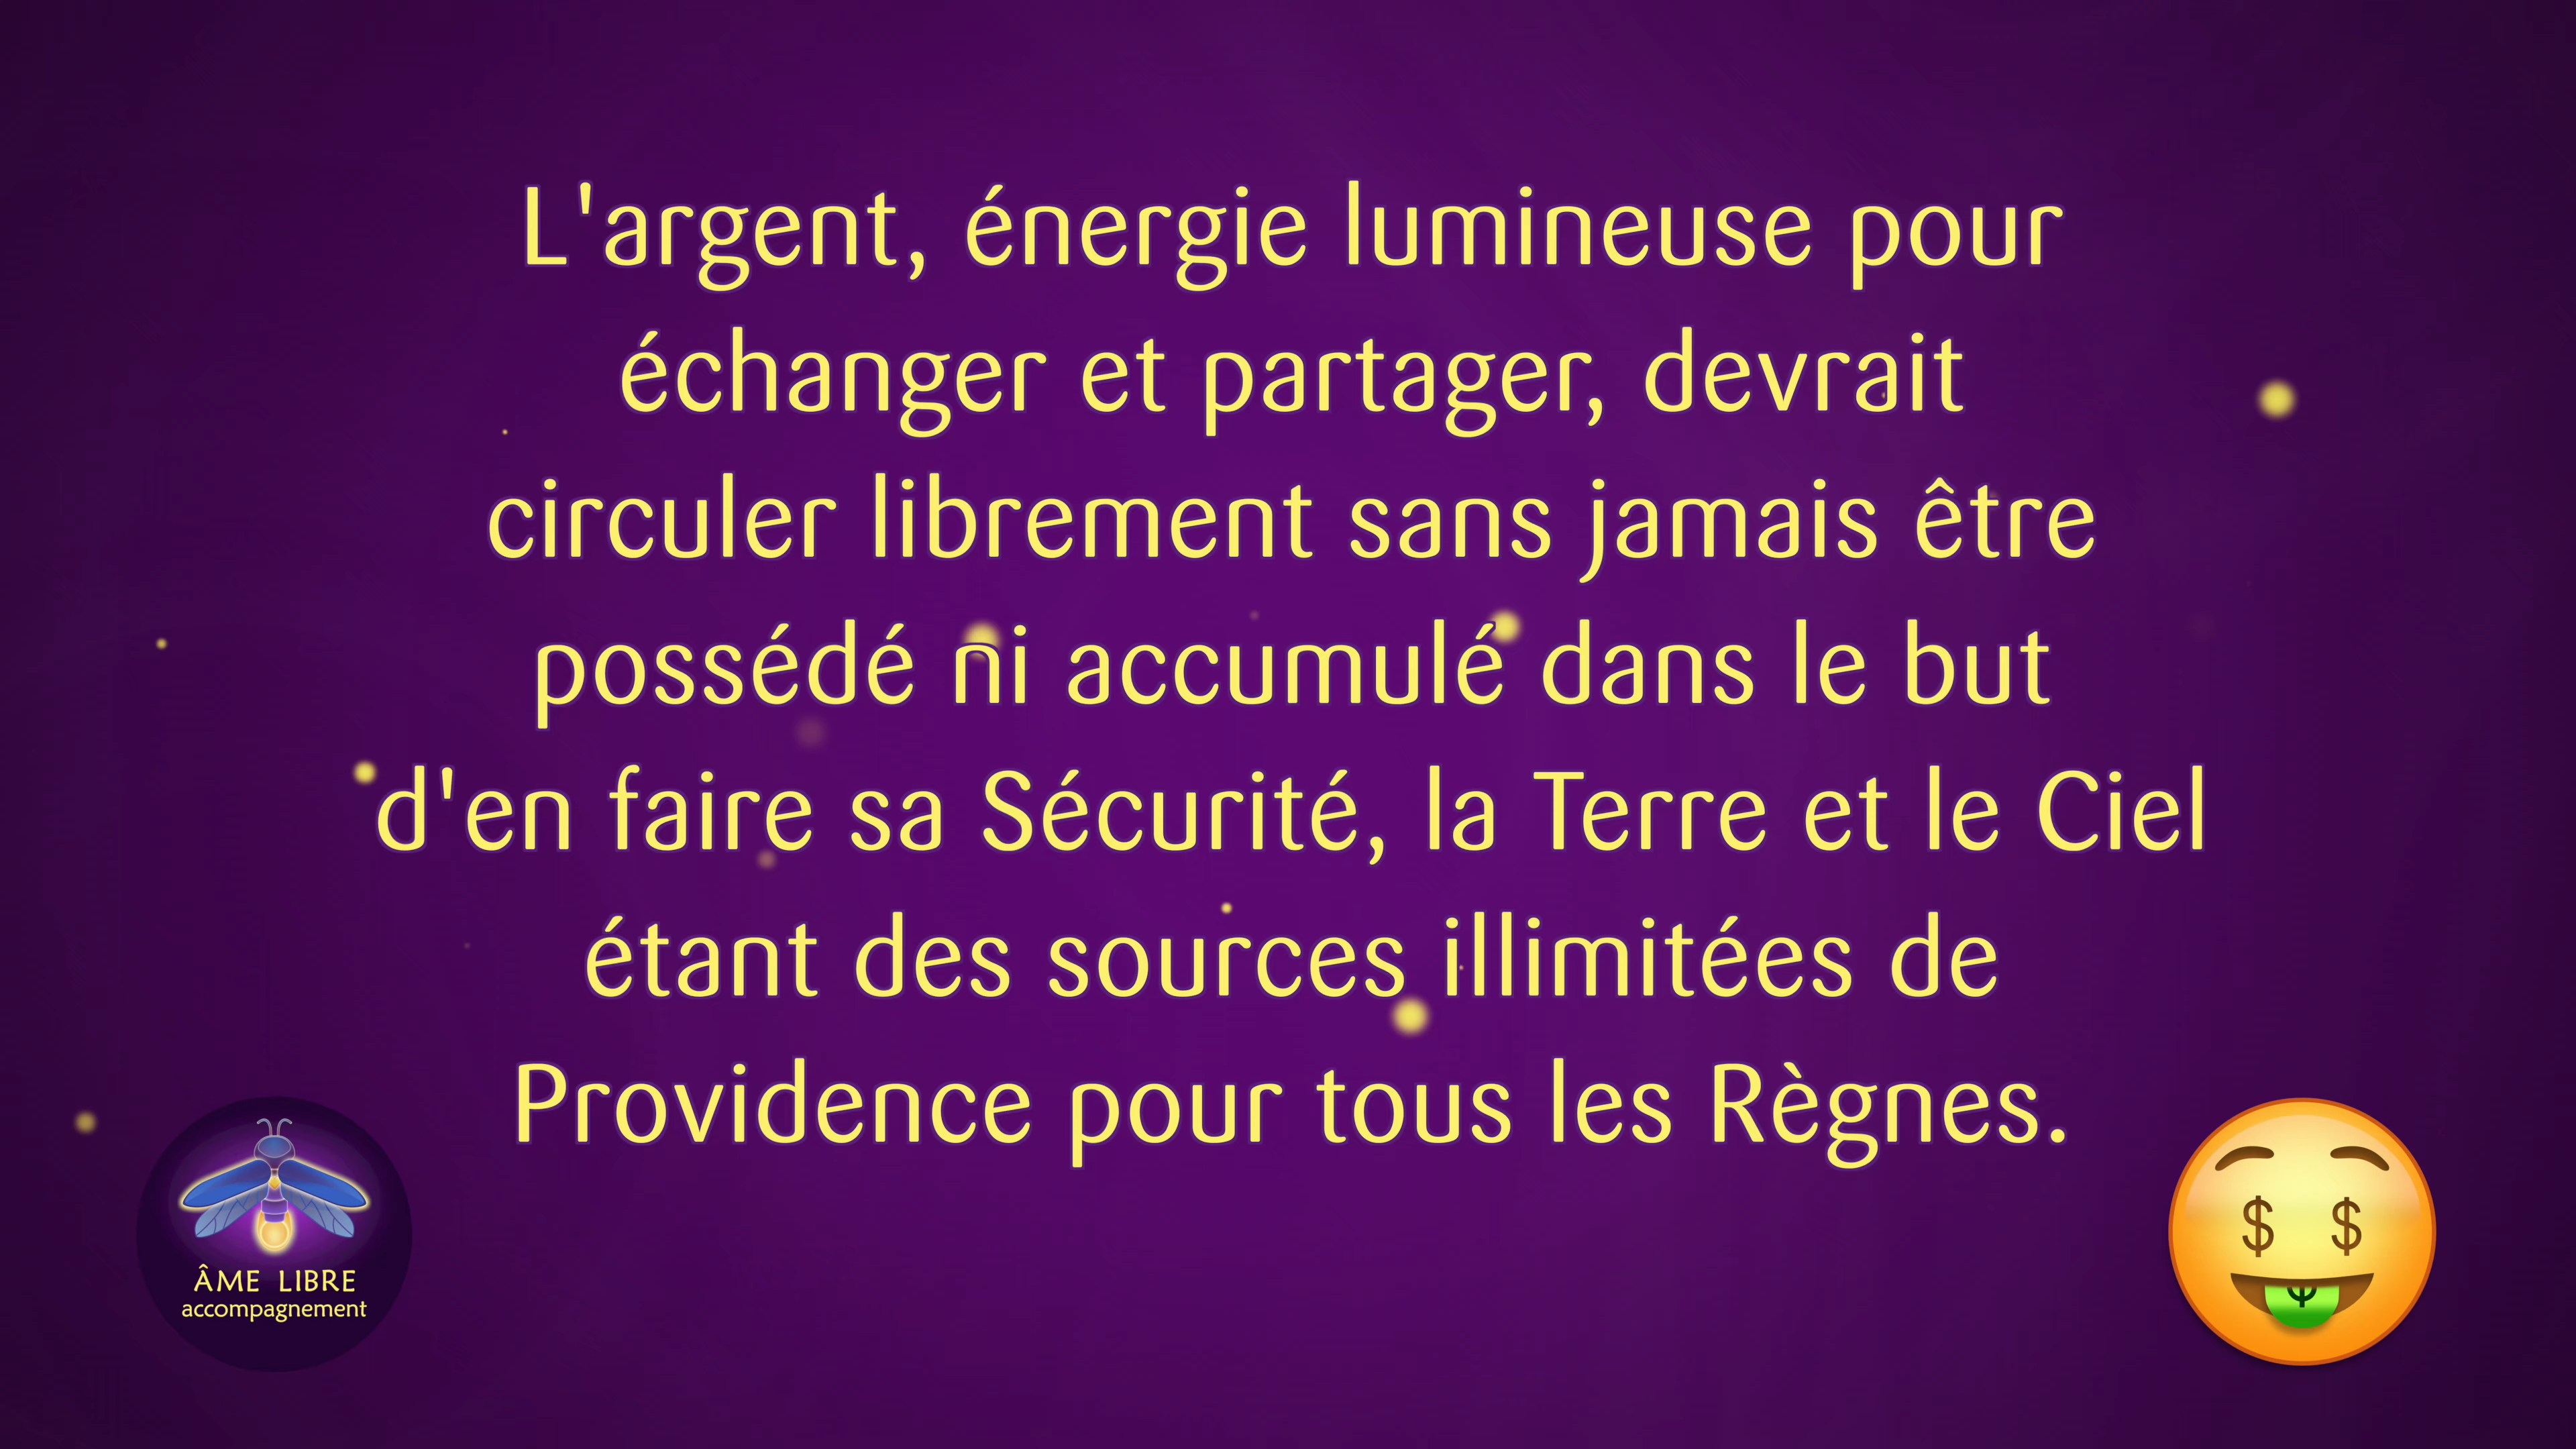 L'argent, énergie lumineuse pour
échanger et partager, devrait
circuler librement sans jamais être
possédé ni accumulé dans le but
d'en faire sa Sécurité, la Terre et le Ciel
étant des sources illimitées de
Providence pour tous les Règnes.
ÂME LIBRE
accompagnement
$ $
$